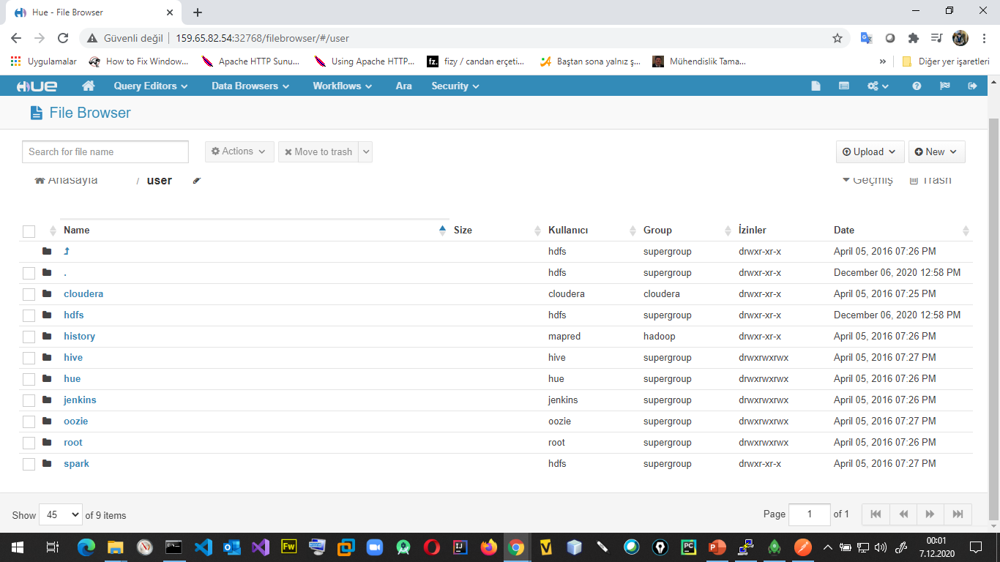 Hue - File Browser
Güvenli değil 159.65.82.54:32768/filebrowser/#/user
Uygulamalar How to Fix Window... Apache HTTP Sunu... Using Apache HTTP... fz. fizy / candan erçeti... Baştan sona yalnız ş... Mühendislik Tama... » Diğer yer işaretleri
HUE Query Editors Data Browsers Workflows Ara Security
File Browser
Search for file name Actions Move to trash Upload New
Anasayfa / user Geçmiş Trash
Name Size Kullanıcı Group İzinler Date
hdfs supergroup drwxr-xr-x April 05, 2016 07:26 PM
. hdfs supergroup drwxr-xr-x December 06, 2020 12:58 PM
cloudera cloudera cloudera drwxr-xr-x April 05, 2016 07:25 PM
hdfs hdfs supergroup drwxr-xr-x December 06, 2020 12:58 PM
history mapred hadoop drwxr-xr-x April 05, 2016 07:26 PM
hive hive supergroup drwxrwxrwx April 05, 2016 07:27 PM
hue hue supergroup drwxrwxrwx April 05, 2016 07:26 PM
jenkins jenkins supergroup drwxrwxrwx April 05, 2016 07:26 PM
oozie oozie supergroup drwxrwxrwx April 05, 2016 07:27 PM
root root supergroup drwxrwxrwx April 05, 2016 07:26 PM
spark hdfs supergroup drwxr-xr-x April 05, 2016 07:27 PM
Show 45 of 9 items Page 1 of 1
Fw IJ PC 00:01
7.12.2020